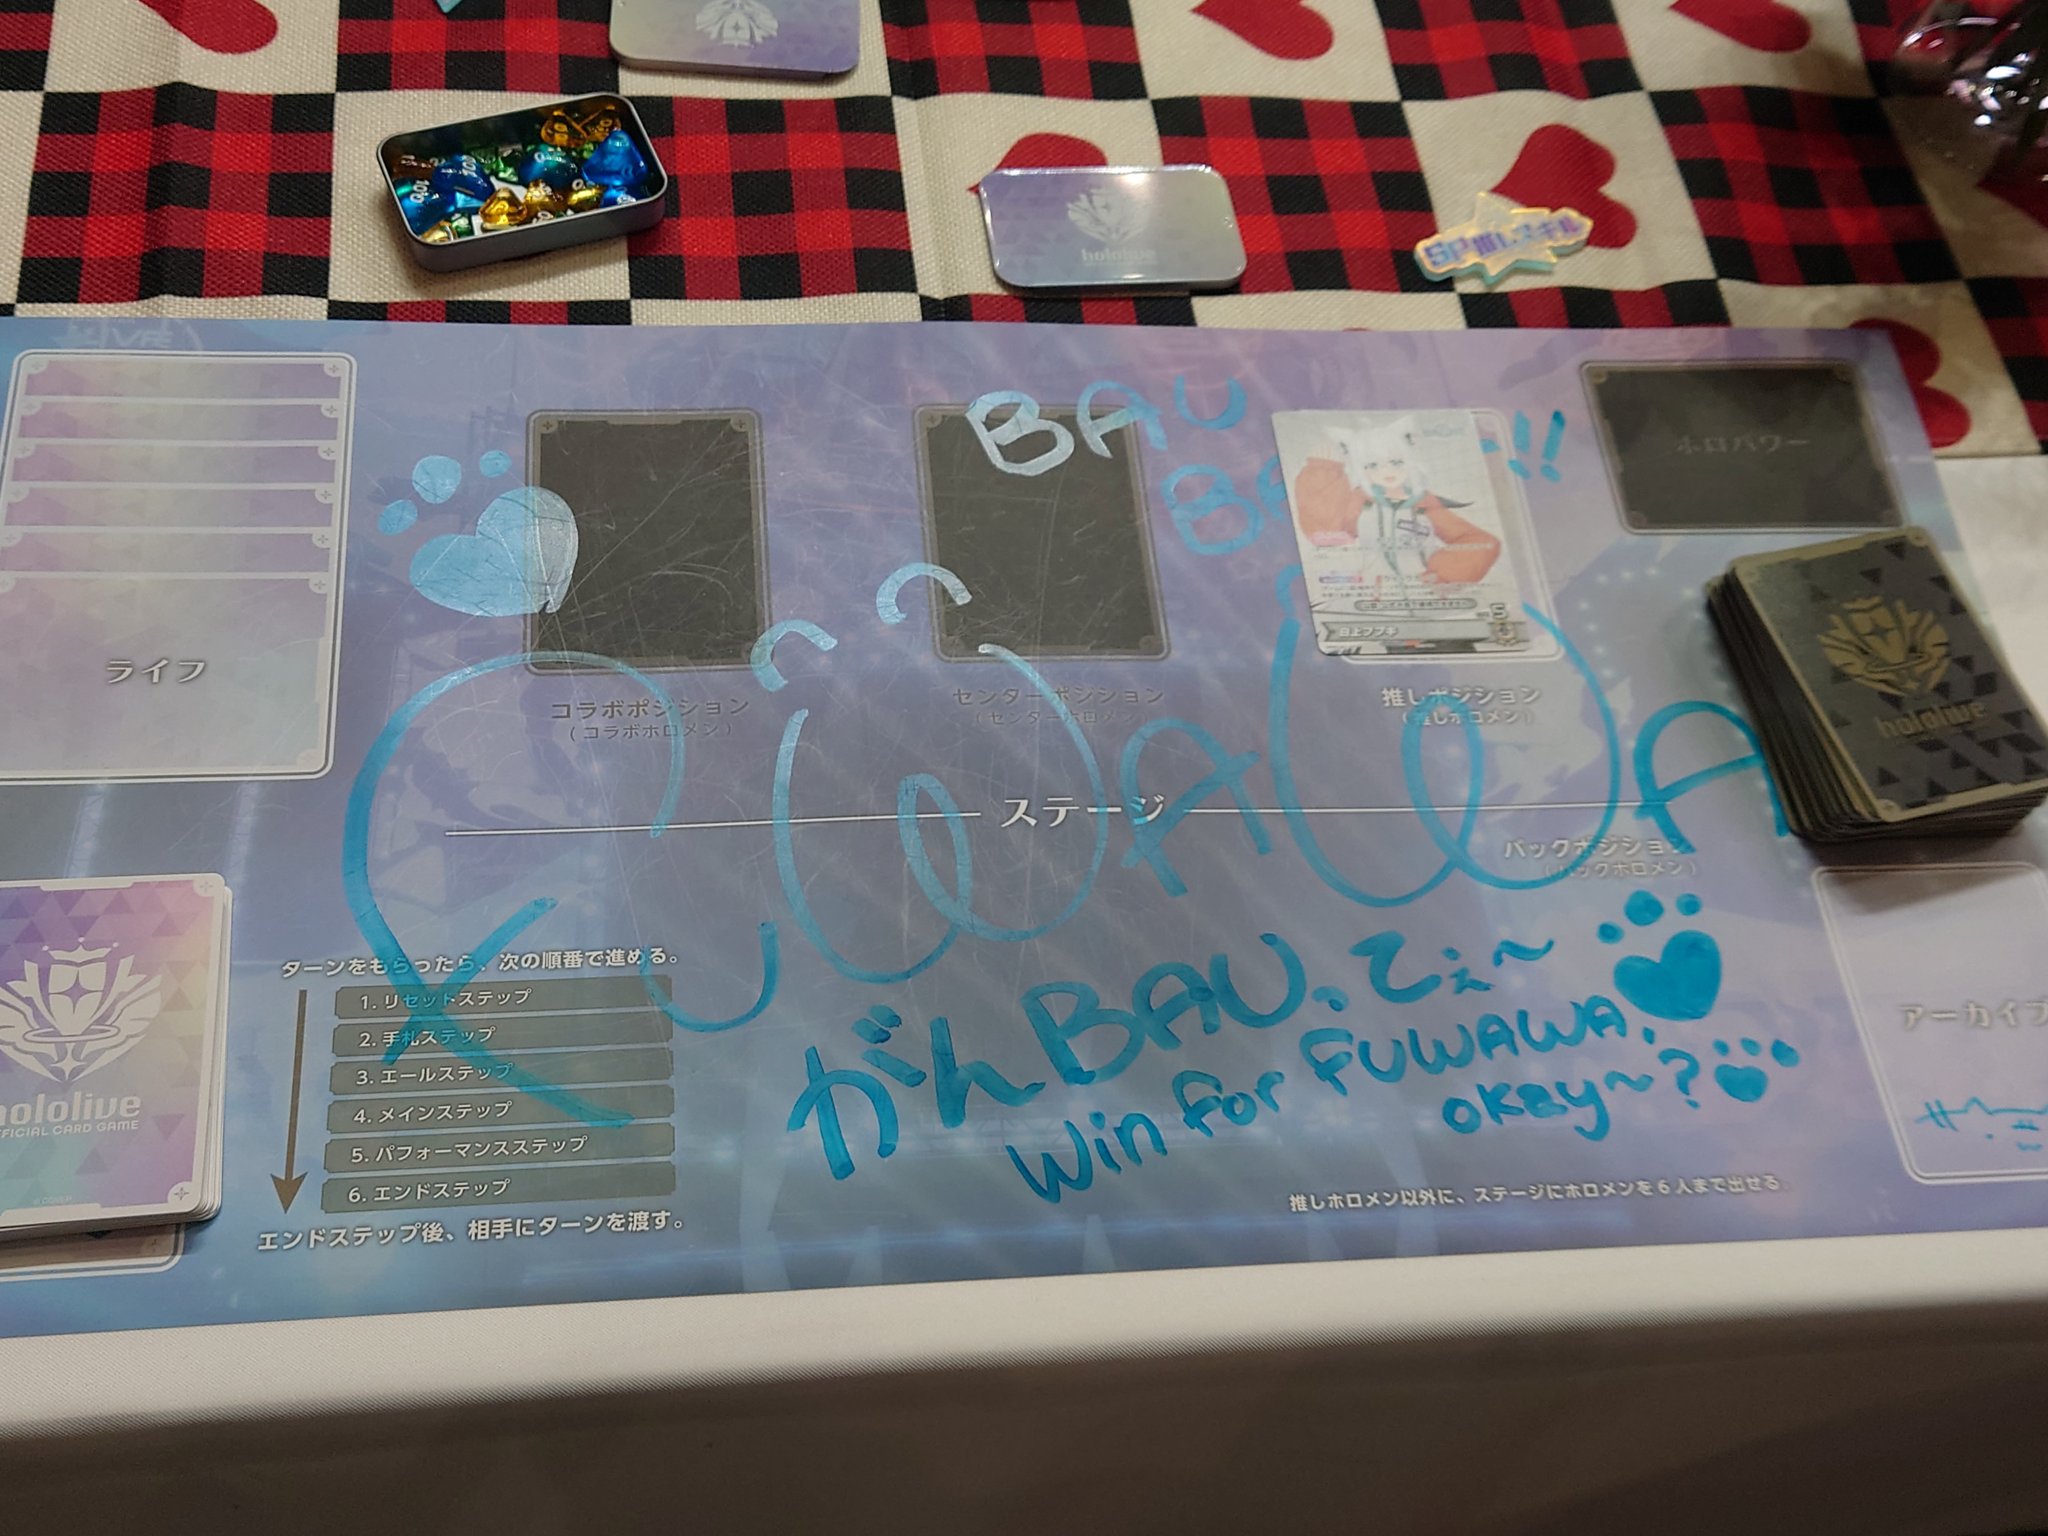 hololive
SP推しスキル
ライフ
BAU
BA
!!
ホロパワー
白上フブキ
コラボポジション
(コラボホロメン)
センターポジション
(センターホロメン)
推しポジション
(推しホロメン)
hololive
FUWAWA
ステージ
バックポジション
(バックホロメン)
がんBAUってぇ〜
Win for FUWAWA,
okay〜?
アーカイブ
ターンをもらったら、次の順番で進める。
1. リセットステップ
2. 手札ステップ
3. エールステップ
4. メインステップ
5. パフォーマンスステップ
6. エンドステップ
エンドステップ後、相手にターンを渡す。
hololive
OFFICIAL CARD GAME
推しホロメン以外に、ステージにホロメンを6人まで出せる。